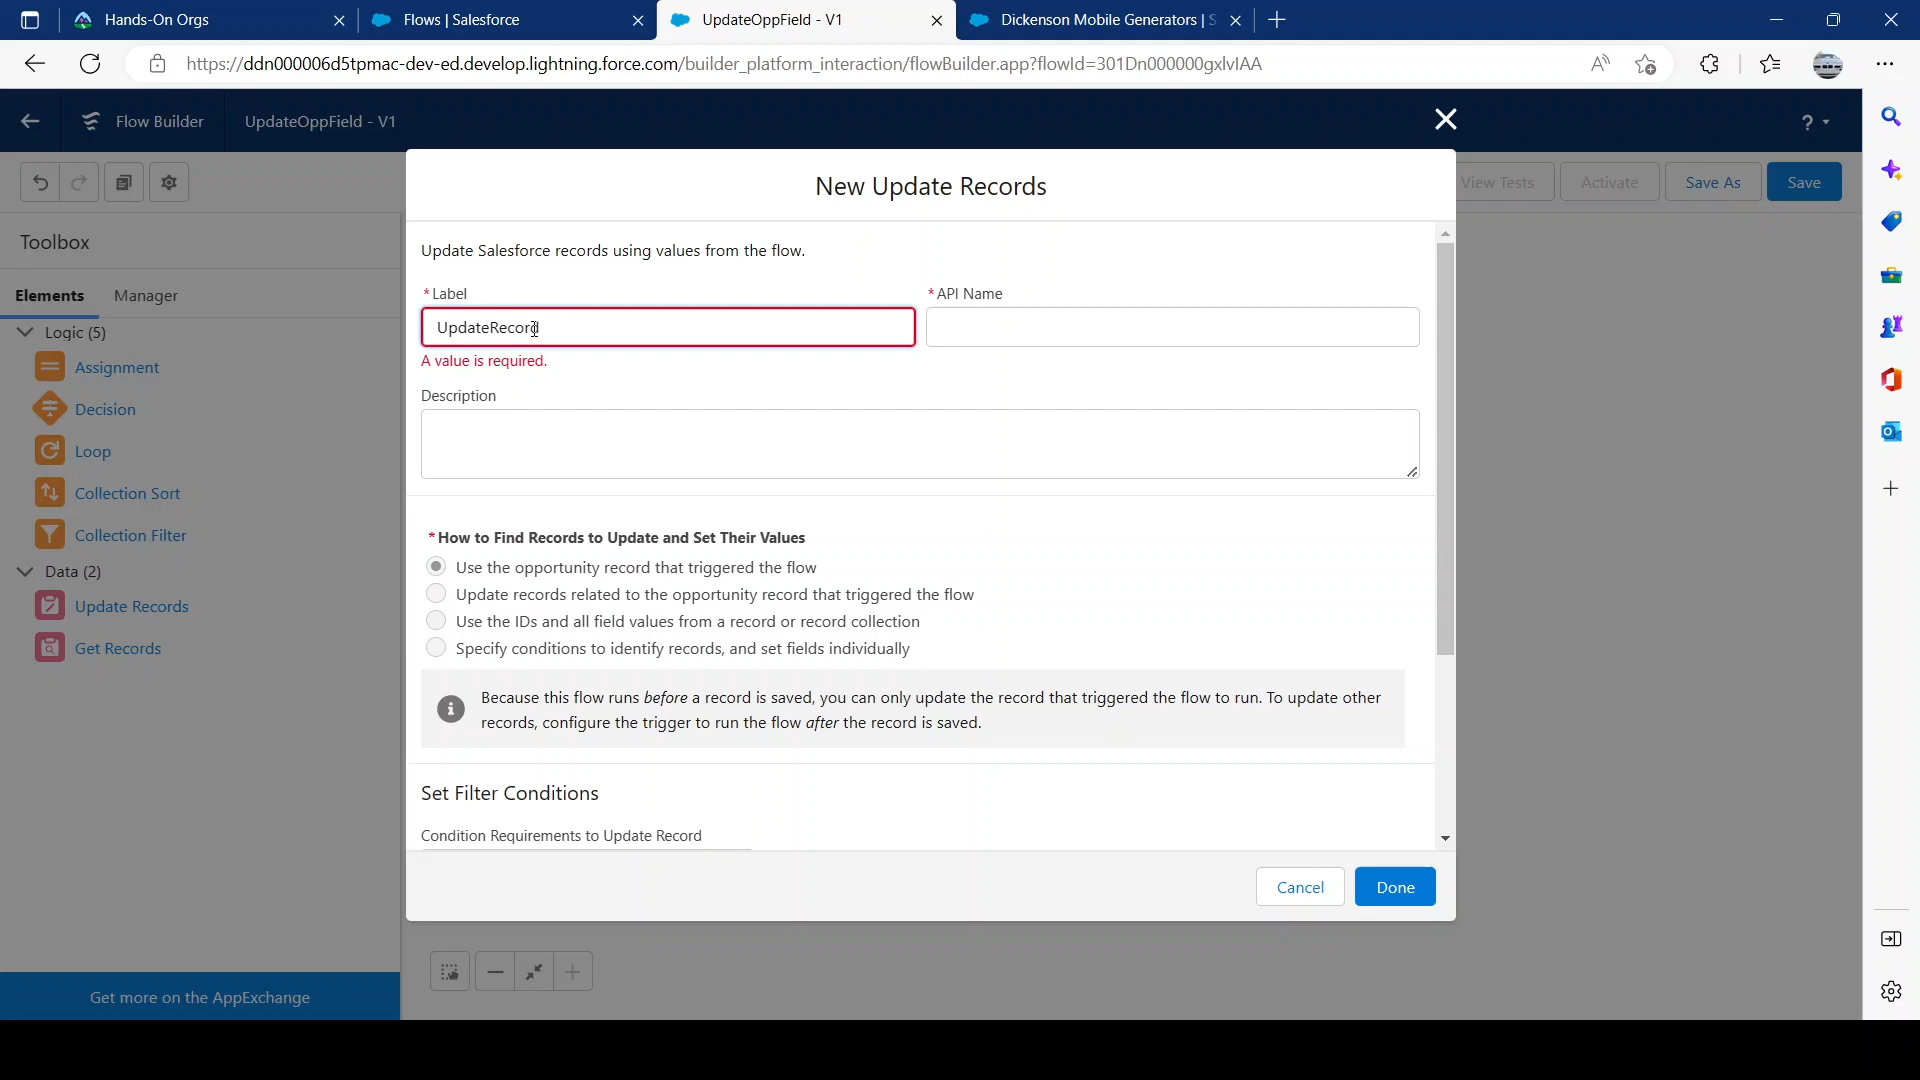 Hands-On Orgs
Flows | Salesforce
UpdateOppField - V1
Dickenson Mobile Generators | S
https://ddn000006d5tpmac-dev-ed.develop.lightning.force.com/builder_platform_interaction/flowBuilder.app?flowId=301Dn000000gxlvIAA
Flow Builder
UpdateOppField - V1
?
View Tests
Activate
Save As
Save
New Update Records
Toolbox
Elements
Manager
Logic (5)
Assignment
Decision
Loop
Collection Sort
Collection Filter
Data (2)
Update Records
Get Records
Get more on the AppExchange
Update Salesforce records using values from the flow.
* Label
* API Name
UpdateRecord
A value is required.
Description
* How to Find Records to Update and Set Their Values
Use the opportunity record that triggered the flow
Update records related to the opportunity record that triggered the flow
Use the IDs and all field values from a record or record collection
Specify conditions to identify records, and set fields individually
Because this flow runs before a record is saved, you can only update the record that triggered the flow to run. To update other
records, configure the trigger to run the flow after the record is saved.
Set Filter Conditions
Condition Requirements to Update Record
Cancel
Done